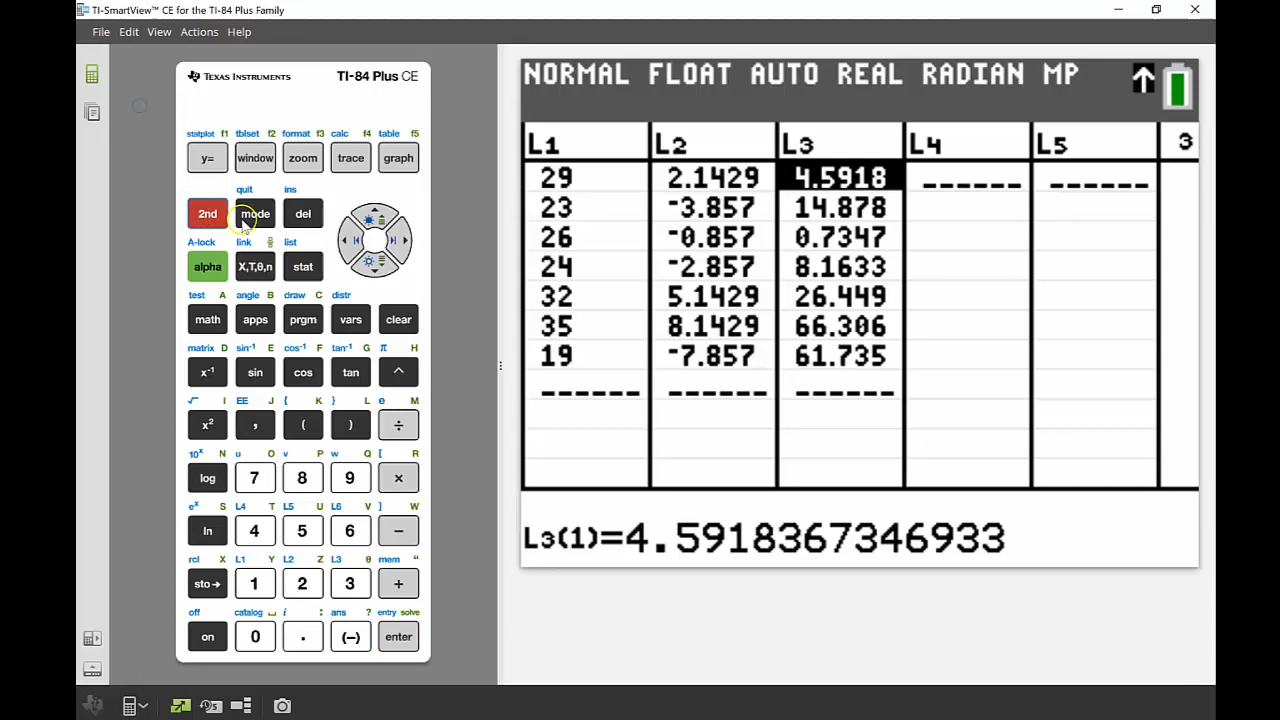 TI-SmartView™ CE for the TI-84 Plus Family
File Edit View Actions Help
TEXAS INSTRUMENTS TI-84 Plus CE
statplot f1 tblset f2 format f3 calc f4 table f5
y= window zoom trace graph
quit ins
2nd mode del
A-lock link list
alpha X,T,θ,n stat
test A angle B draw C distr
math apps prgm vars clear
matrix D sin⁻¹ E cos⁻¹ F tan⁻¹ G π H
x⁻¹ sin cos tan ^
√ I EE J { K } L e M
x² , ( ) ÷
10ˣ N u O v P w Q [ R
log 7 8 9 ×
eˣ S L4 T L5 U L6 V ] W
ln 4 5 6 −
rcl X L1 Y L2 Z L3 θ mem "
sto→ 1 2 3 +
off catalog ␣ i : ans ? entry solve
on 0 . (−) enter
NORMAL FLOAT AUTO REAL RADIAN MP
L1 L2 L3 L4 L5 3
29 2.1429 4.5918 ------ ------
23 -3.857 14.878
26 -0.857 0.7347
24 -2.857 8.1633
32 5.1429 26.449
35 8.1429 66.306
19 -7.857 61.735
------ ------ ------
L3(1)=4.5918367346933